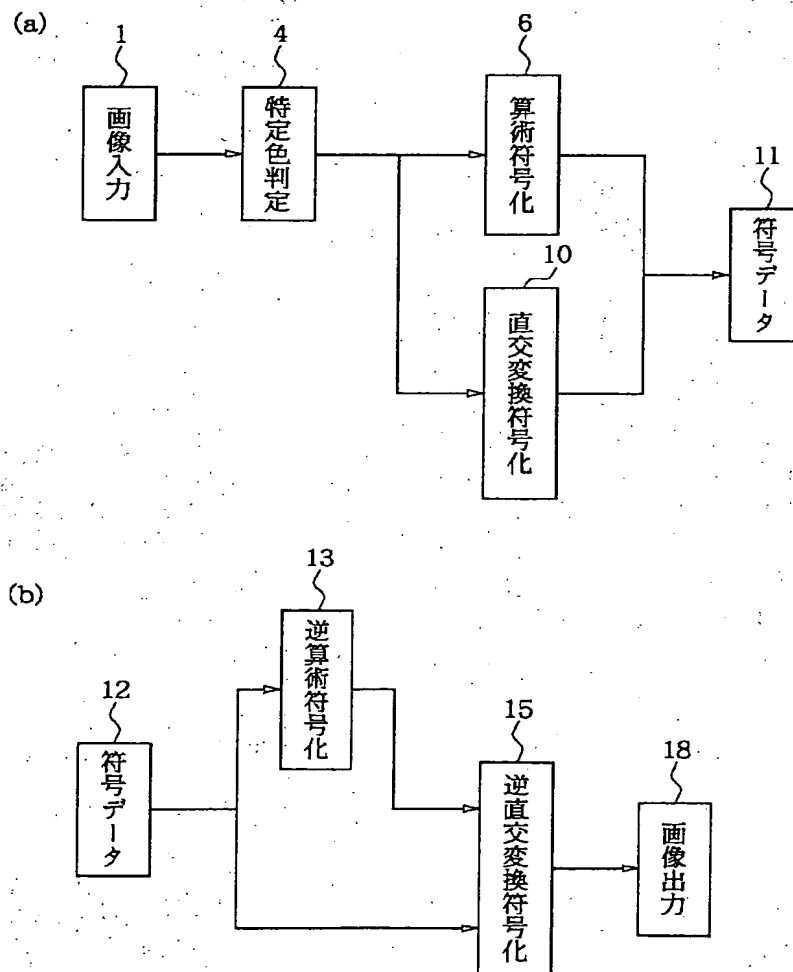 (a)
1
画像入力
4
特定色判定
6
算術符号化
10
直交変換符号化
11
符号データ
(b)
12
符号データ
13
逆算術符号化
15
逆直交変換符号化
18
画像出力